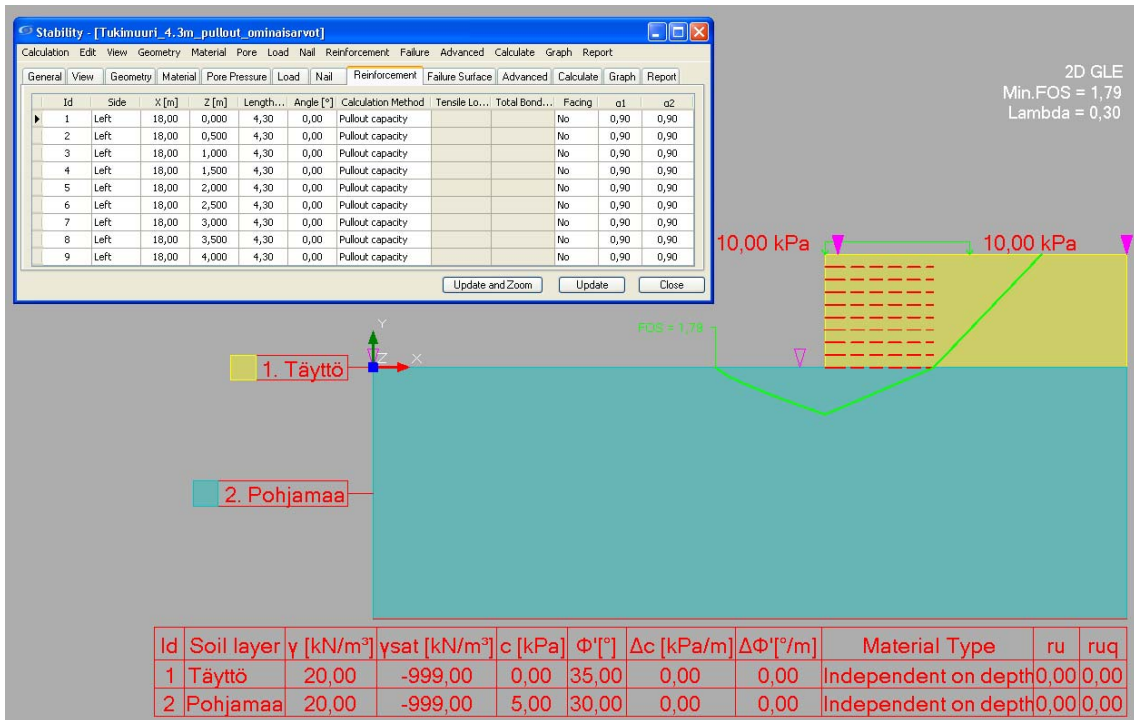 Stability - [Tukimuuri_4.3m_pullout_ominaisarvot]
Calculation Edit View Geometry Material Pore Load Nail Reinforcement Failure Advanced Calculate Graph Report
General View Geometry Material Pore Pressure Load Nail Reinforcement Failure Surface Advanced Calculate Graph Report
Id Side X [m] Z [m] Length... Angle [°] Calculation Method Tensile Lo... Total Bond... Facing α1 α2
1 Left 18,00 0,000 4,30 0,00 Pullout capacity No 0,90 0,90
2 Left 18,00 0,500 4,30 0,00 Pullout capacity No 0,90 0,90
3 Left 18,00 1,000 4,30 0,00 Pullout capacity No 0,90 0,90
4 Left 18,00 1,500 4,30 0,00 Pullout capacity No 0,90 0,90
5 Left 18,00 2,000 4,30 0,00 Pullout capacity No 0,90 0,90
6 Left 18,00 2,500 4,30 0,00 Pullout capacity No 0,90 0,90
7 Left 18,00 3,000 4,30 0,00 Pullout capacity No 0,90 0,90
8 Left 18,00 3,500 4,30 0,00 Pullout capacity No 0,90 0,90
9 Left 18,00 4,000 4,30 0,00 Pullout capacity No 0,90 0,90
Update and Zoom Update Close
2D GLE
Min.FOS = 1,79
Lambda = 0,30
10,00 kPa 10,00 kPa
FOS = 1,79
Y
Z X
1. Täyttö
2. Pohjamaa
Id Soil layer γ [kN/m³] γsat [kN/m³] c [kPa] Φ'[°] Δc [kPa/m] ΔΦ'[°/m] Material Type ru ruq
1 Täyttö 20,00 -999,00 0,00 35,00 0,00 0,00 Independent on depth 0,00 0,00
2 Pohjamaa 20,00 -999,00 5,00 30,00 0,00 0,00 Independent on depth 0,00 0,00